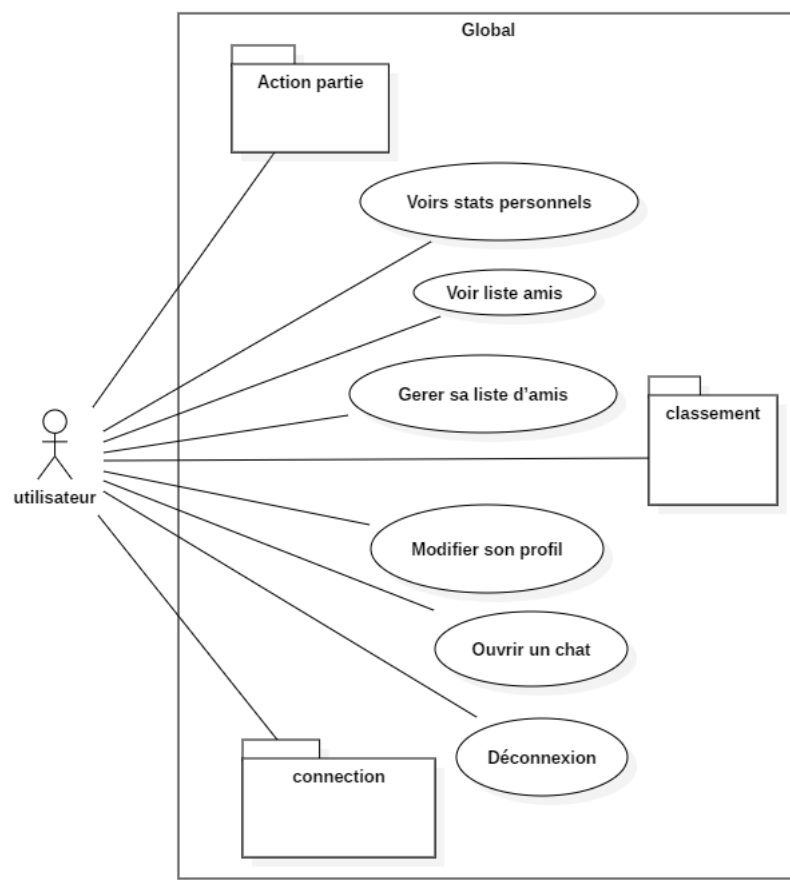 Global
Action partie
Voirs stats personnels
Voir liste amis
Gerer sa liste d’amis
classement
utilisateur
Modifier son profil
Ouvrir un chat
Déconnexion
connection